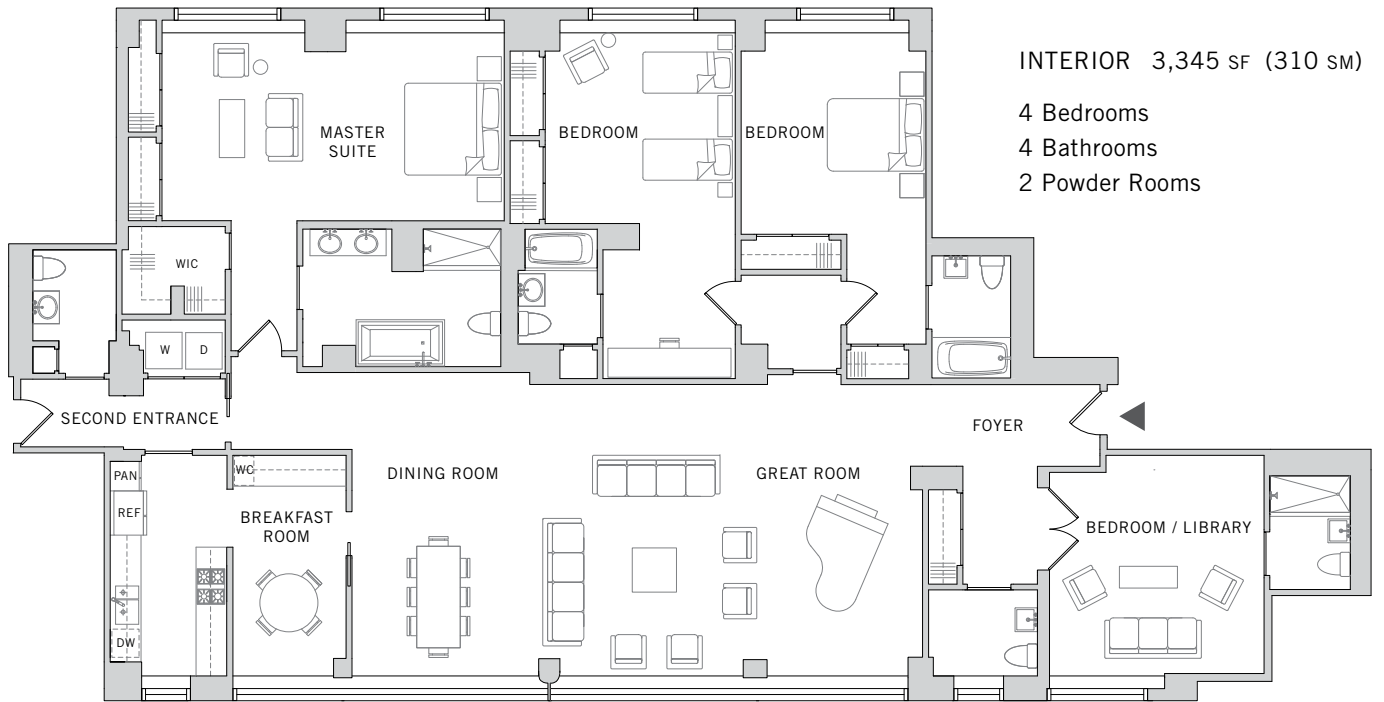 INTERIOR 3,345 SF (310 SM)
4 Bedrooms
4 Bathrooms
2 Powder Rooms
MASTER
SUITE
BEDROOM
BEDROOM
WIC
W
D
SECOND ENTRANCE
FOYER
PAN
WC
DINING ROOM
GREAT ROOM
REF
BREAKFAST
ROOM
BEDROOM / LIBRARY
DW